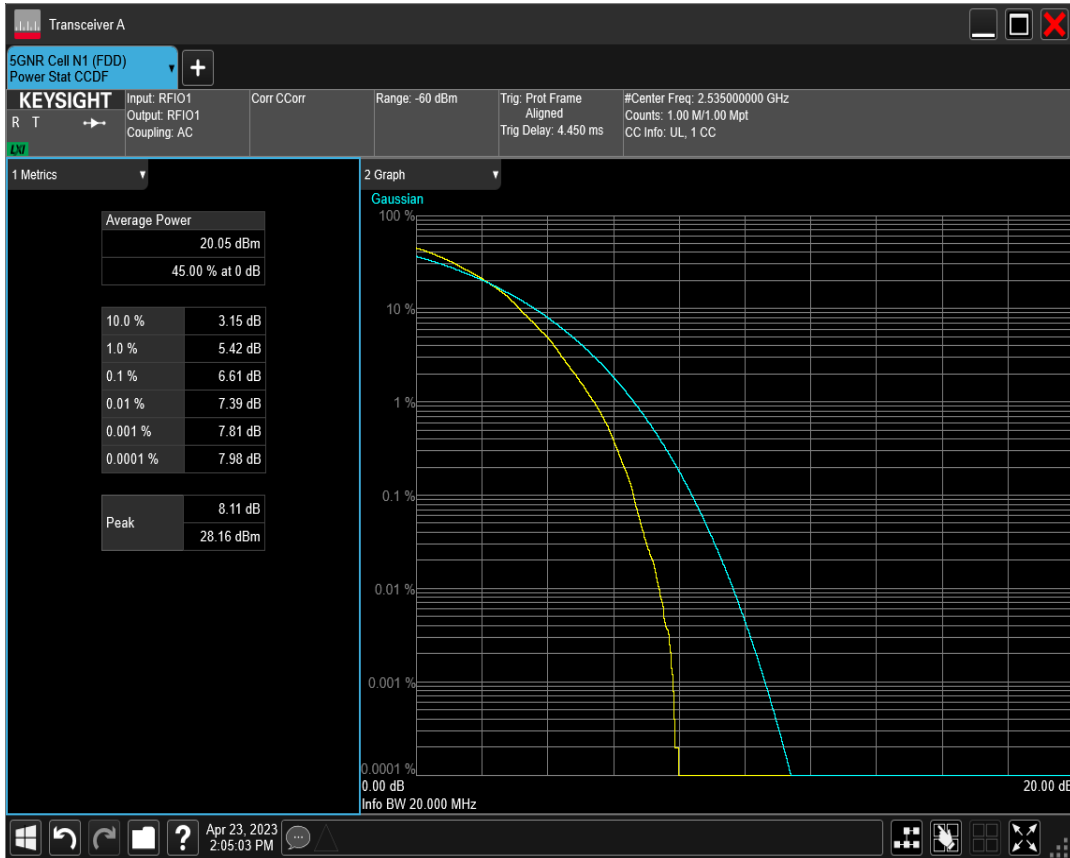 Transceiver A
5GNR Cell N1 (FDD)
Power Stat CCDF
+
KEYSIGHT
R T
LXI
Input: RFIO1
Output: RFIO1
Coupling: AC
Corr CCorr
Range: -60 dBm
Trig: Prot Frame
Aligned
Trig Delay: 4.450 ms
#Center Freq: 2.535000000 GHz
Counts: 1.00 M/1.00 Mpt
CC Info: UL, 1 CC
1 Metrics
Average Power
20.05 dBm
45.00 % at 0 dB
10.0 % 3.15 dB
1.0 % 5.42 dB
0.1 % 6.61 dB
0.01 % 7.39 dB
0.001 % 7.81 dB
0.0001 % 7.98 dB
Peak 8.11 dB
28.16 dBm
2 Graph
Gaussian
100 %
10 %
1 %
0.1 %
0.01 %
0.001 %
0.0001 %
0.00 dB 20.00 dB
Info BW 20.000 MHz
?
Apr 23, 2023
2:05:03 PM